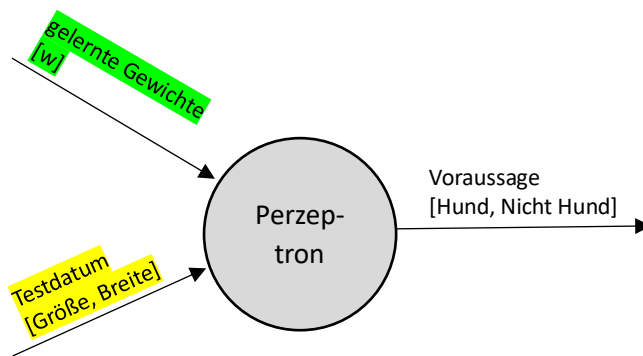 gelernte Gewichte
[w]
Perzep-
tron
Voraussage
[Hund, Nicht Hund]
Testdatum
[Größe, Breite]